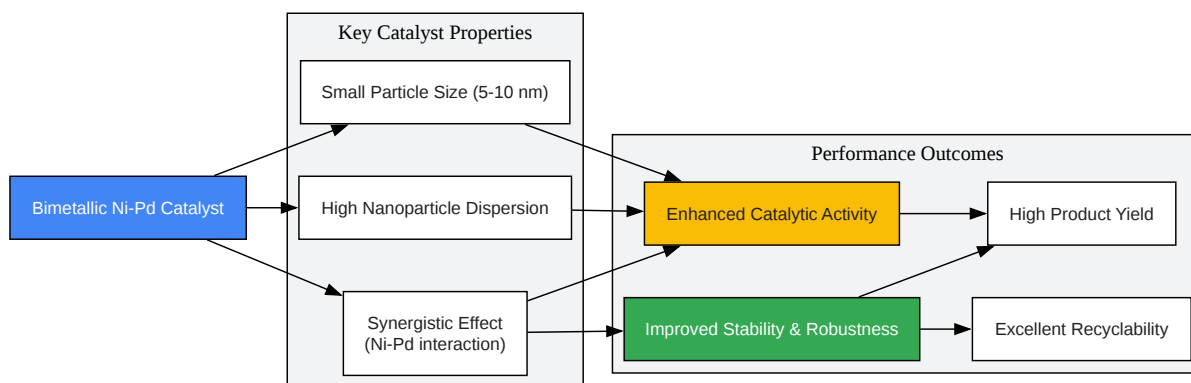 Key Catalyst Properties
Small Particle Size (5-10 nm)
Performance Outcomes
Bimetallic Ni-Pd Catalyst
High Nanoparticle Dispersion
Enhanced Catalytic Activity
High Product Yield
Synergistic Effect
(Ni-Pd interaction)
Improved Stability & Robustness
Excellent Recyclability